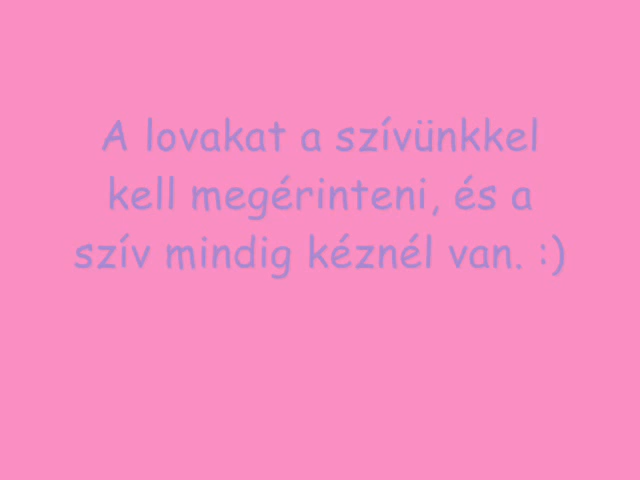 A lovakat a szívünkkel
kell megérinteni, és a
szív mindig kéznél van. :)